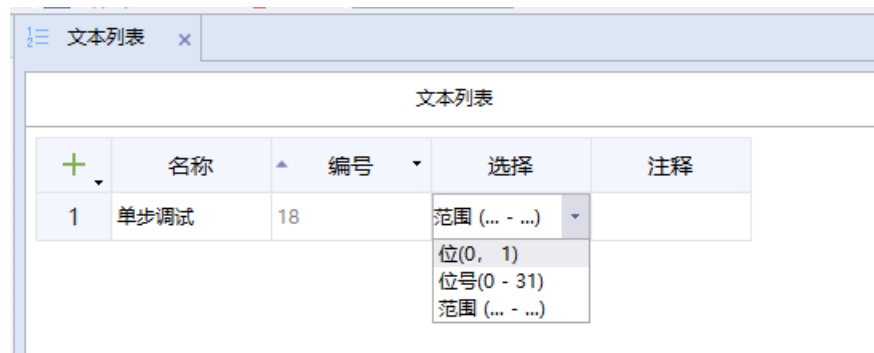 文本列表 ×
文本列表
名称 编号 选择 注释
1 单步调试 18 范围 (... - ...)
位(0, 1)
位号(0 - 31)
范围 (... - ...)